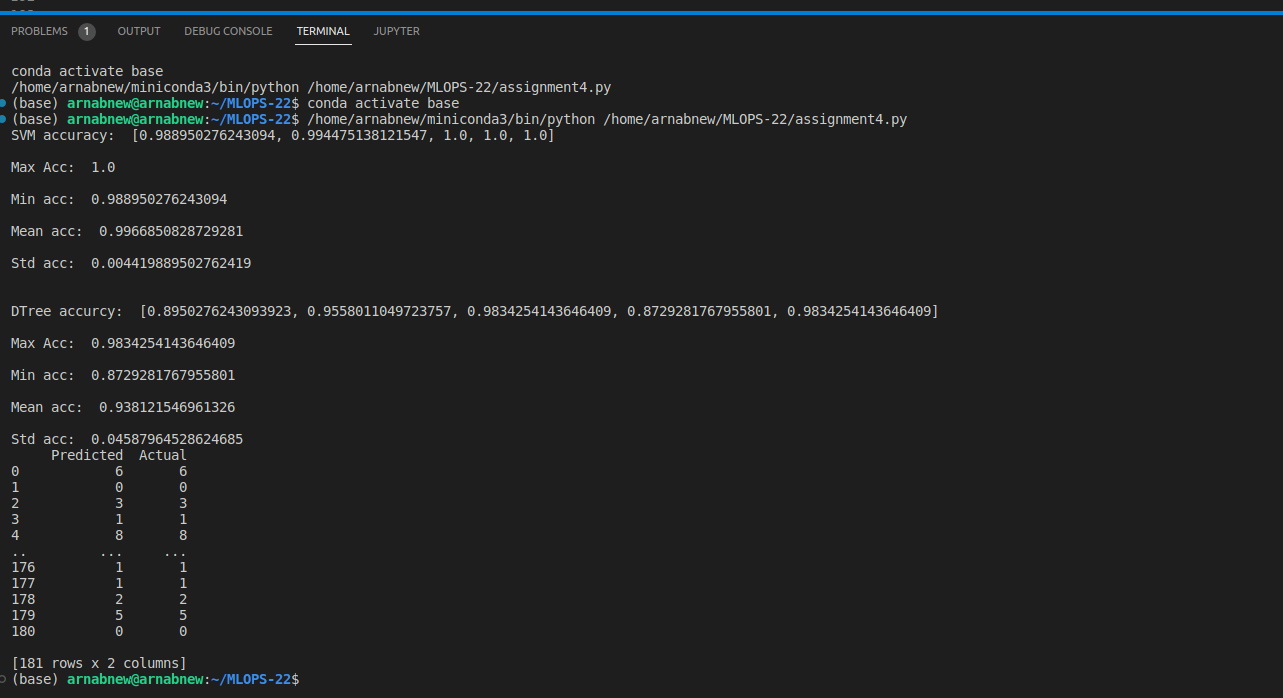 PROBLEMS 1 OUTPUT DEBUG CONSOLE TERMINAL JUPYTER
conda activate base
/home/arnabnew/miniconda3/bin/python /home/arnabnew/MLOPS-22/assignment4.py
(base) arnabnew@arnabnew:~/MLOPS-22$ conda activate base
(base) arnabnew@arnabnew:~/MLOPS-22$ /home/arnabnew/miniconda3/bin/python /home/arnabnew/MLOPS-22/assignment4.py
SVM accuracy:  [0.988950276243094, 0.994475138121547, 1.0, 1.0, 1.0]
Max Acc:  1.0
Min acc:  0.988950276243094
Mean acc:  0.9966850828729281
Std acc:  0.004419889502762419
DTree accurcy:  [0.8950276243093923, 0.9558011049723757, 0.9834254143646409, 0.8729281767955801, 0.9834254143646409]
Max Acc:  0.9834254143646409
Min acc:  0.8729281767955801
Mean acc:  0.938121546961326
Std acc:  0.04587964528624685
     Predicted  Actual
0            6       6
1            0       0
2            3       3
3            1       1
4            8       8
..         ...     ...
176          1       1
177          1       1
178          2       2
179          5       5
180          0       0
[181 rows x 2 columns]
(base) arnabnew@arnabnew:~/MLOPS-22$